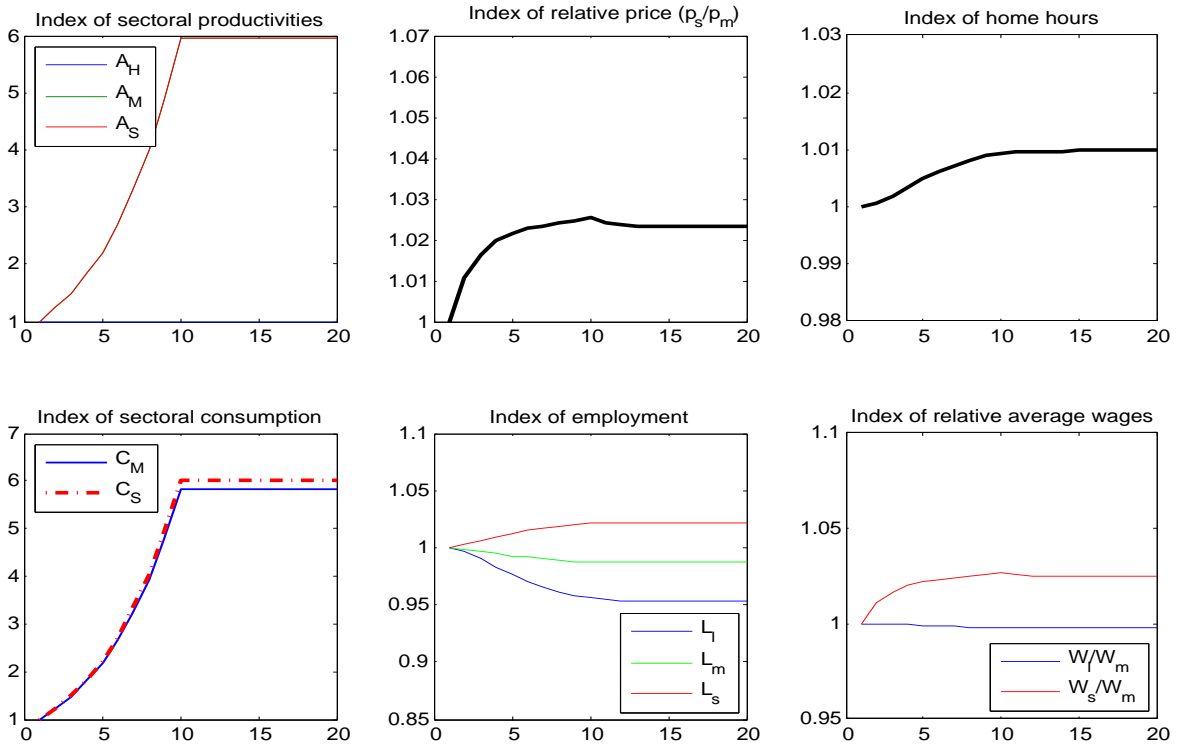 Index of sectoral productivities
6
5
4
3
2
1
0 5 10 15 20
A_H
A_M
A_S
Index of relative price (p_s/p_m)
1.07
1.06
1.05
1.04
1.03
1.02
1.01
1
0 5 10 15 20
Index of home hours
1.03
1.02
1.01
1
0.99
0.98
0 5 10 15 20
Index of sectoral consumption
7
6
5
4
3
2
1
0 5 10 15 20
C_M
C_S
Index of employment
1.1
1.05
1
0.95
0.9
0.85
0 5 10 15 20
L_l
L_m
L_s
Index of relative average wages
1.1
1.05
1
0.95
0 5 10 15 20
W_l/W_m
W_s/W_m